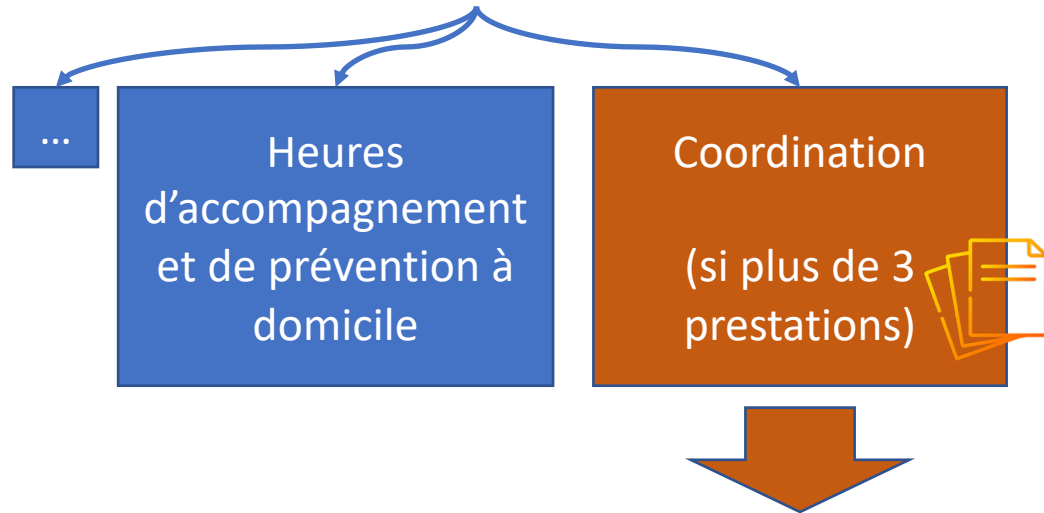 ...
Heures
d’accompagnement
et de prévention à
domicile
Coordination
(si plus de 3
prestations)